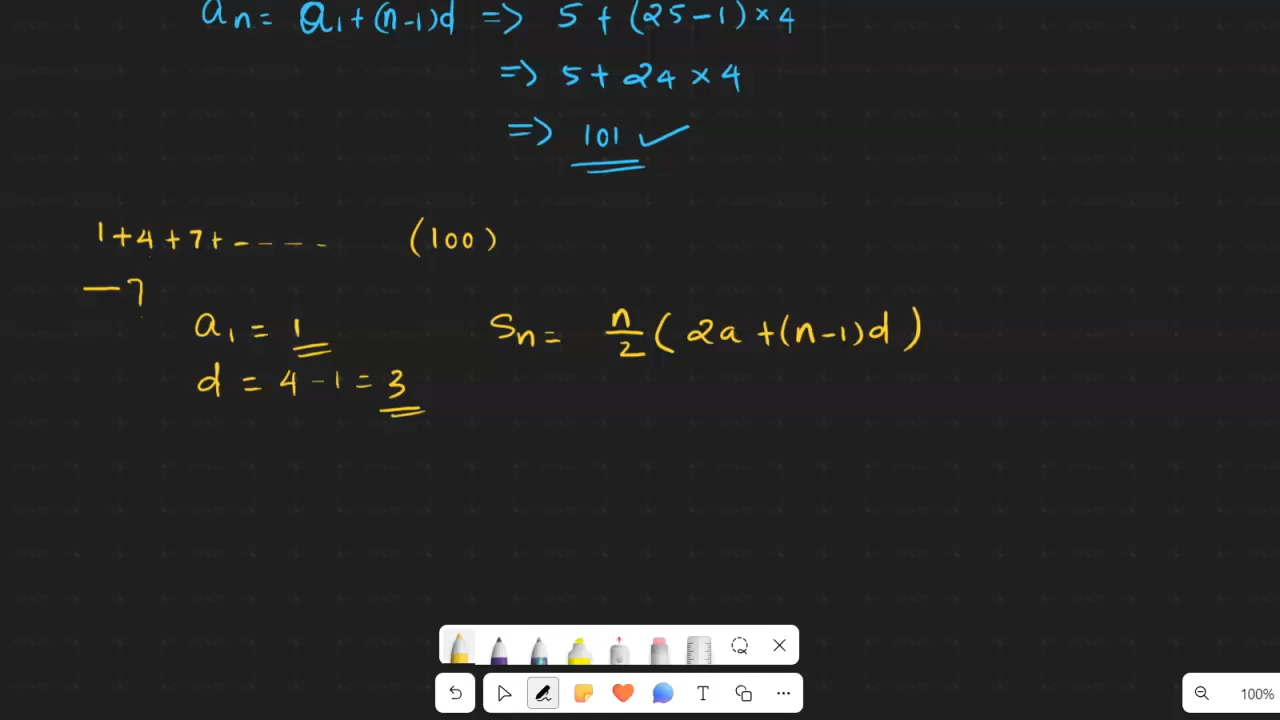 an = a1+(n-1)d => 5 + (25-1)×4
=> 5+ 24 × 4
=> 101 ✓
1+4+7+ ----- (100)
—7
a1 = 1
Sn = n/2 ( 2a +(n-1)d )
d = 4-1 = 3
T
100%